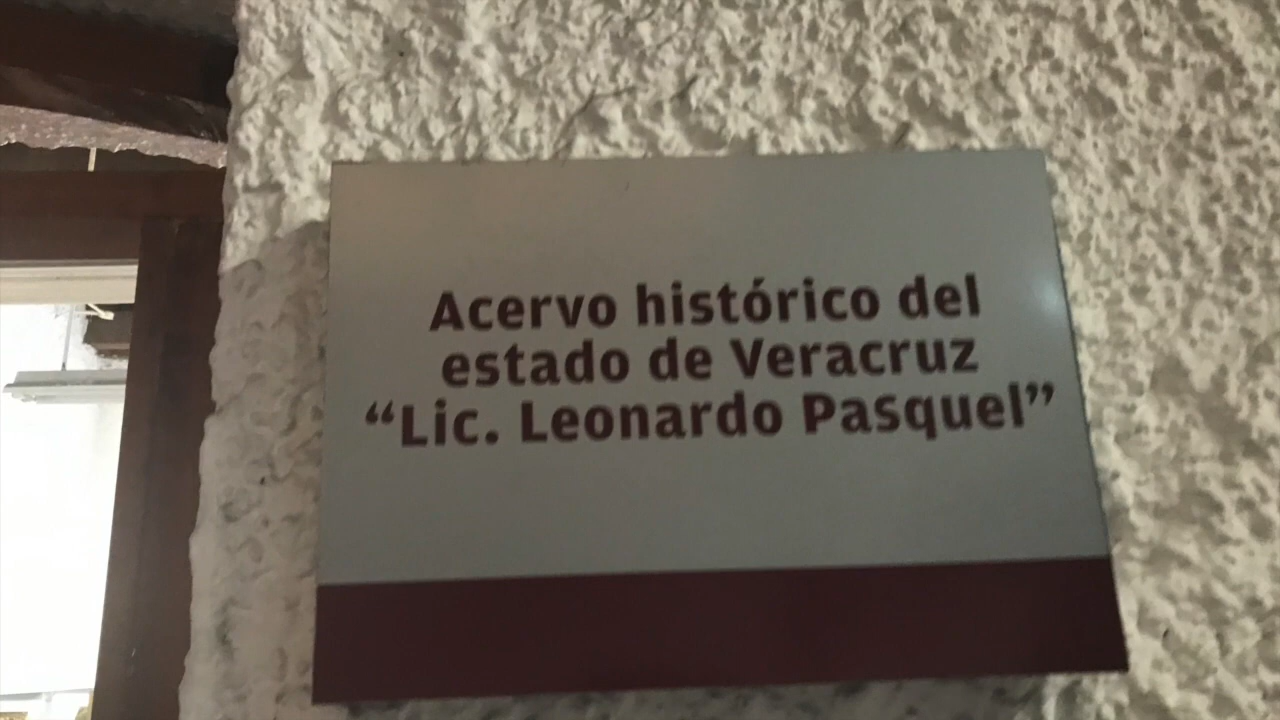 Acervo histórico del
estado de Veracruz
“Lic. Leonardo Pasquel”